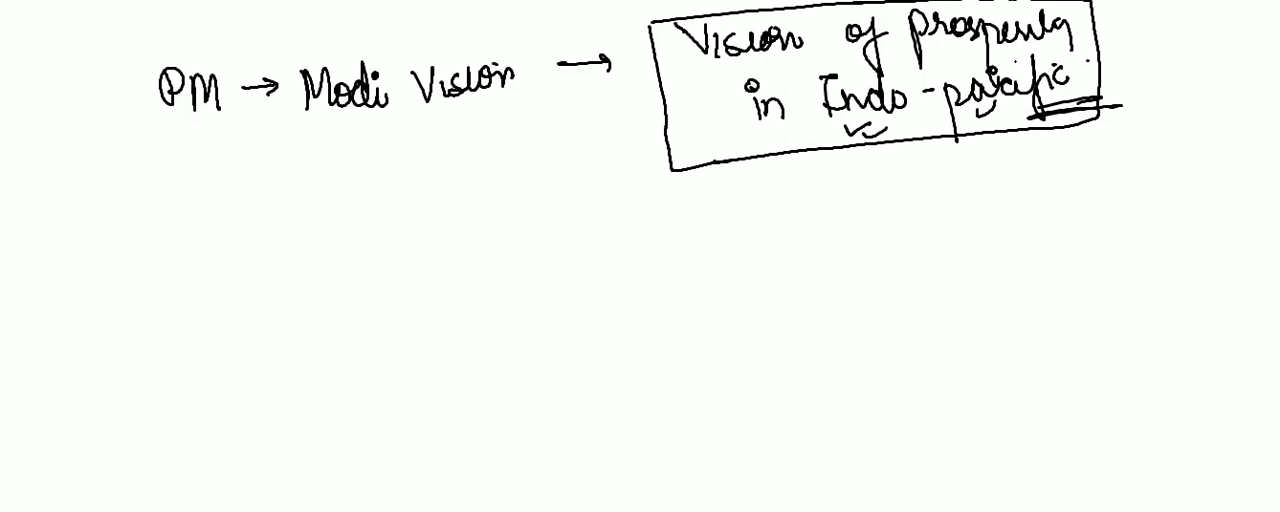 PM → Modi Vision →
Vision of prosperity
in Indo-pacific